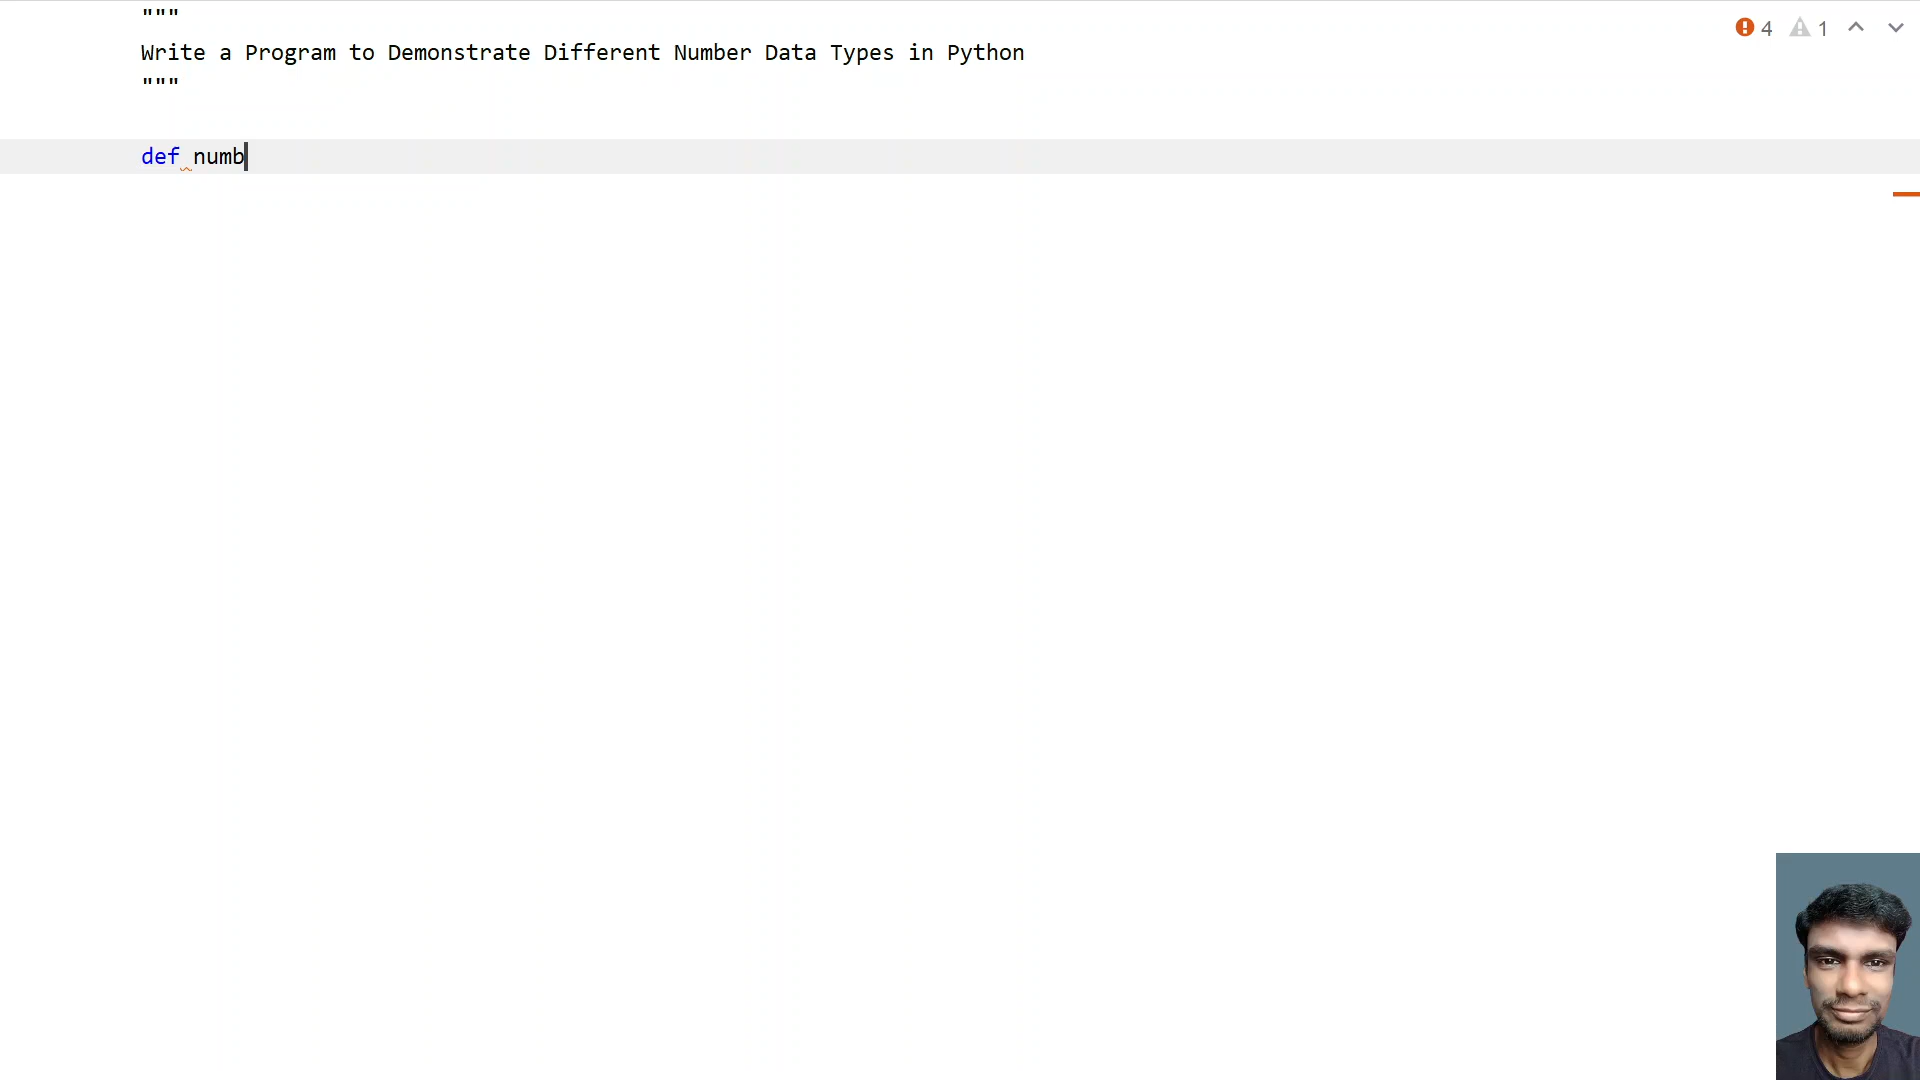 """
Write a Program to Demonstrate Different Number Data Types in Python
"""
def numb
4 1